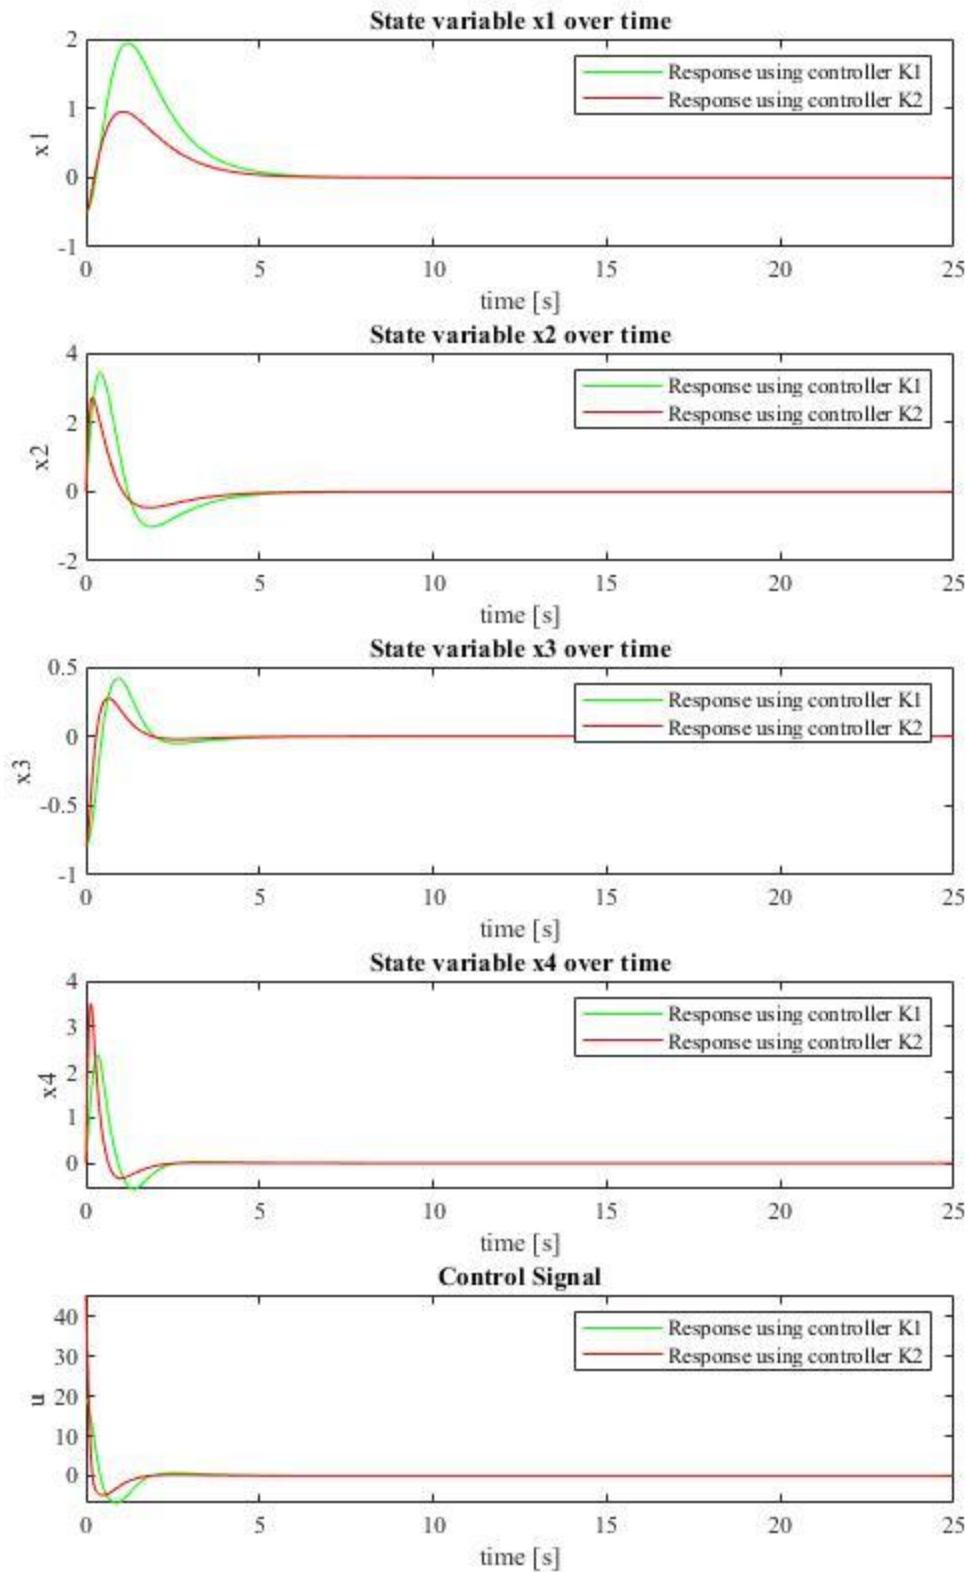 State variable x1 over time
2
Response using controller K1
Response using controller K2
1
x1
0
-1
0 5 10 15 20 25
time [s]
State variable x2 over time
4
Response using controller K1
Response using controller K2
2
x2
0
-2
0 5 10 15 20 25
time [s]
State variable x3 over time
0.5
Response using controller K1
Response using controller K2
0
x3
-0.5
-1
0 5 10 15 20 25
time [s]
State variable x4 over time
4
Response using controller K1
3
Response using controller K2
2
x4
1
0
0 5 10 15 20 25
time [s]
Control Signal
40
Response using controller K1
Response using controller K2
30
20
u
10
0
0 5 10 15 20 25
time [s]